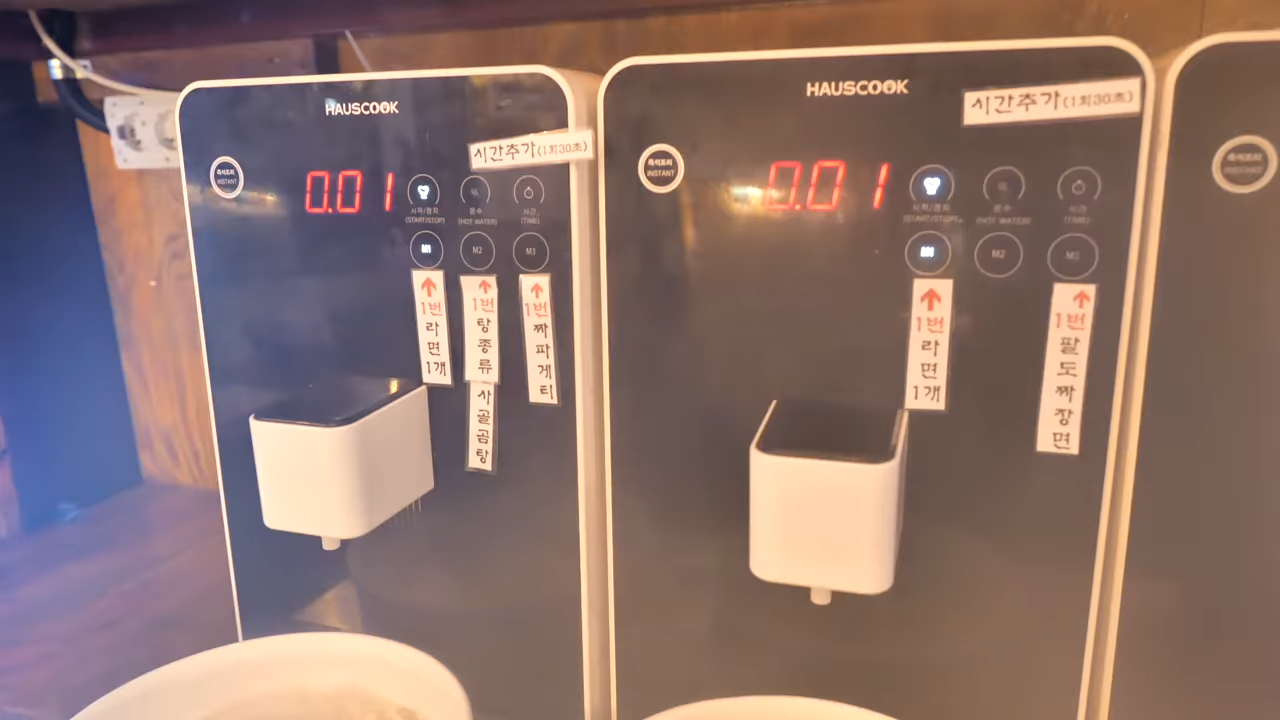 HAUSCOOK
시간추가(1회30초)
즉석조리
INSTANT
0.01
시작/정지
(START/STOP)
온수
(HOT WATER)
시간
(TIME)
M1
M2
M3
1번
라면
1개
1번
탕종류
사골곰탕
1번
짜파게티
HAUSCOOK
시간추가(1회30초)
즉석조리
INSTANT
0.01
시작/정지
(START/STOP)
온수
(HOT WATER)
시간
(TIME)
M1
M2
M3
1번
라면
1개
1번
팔도짜장면
즉석조리
INSTANT